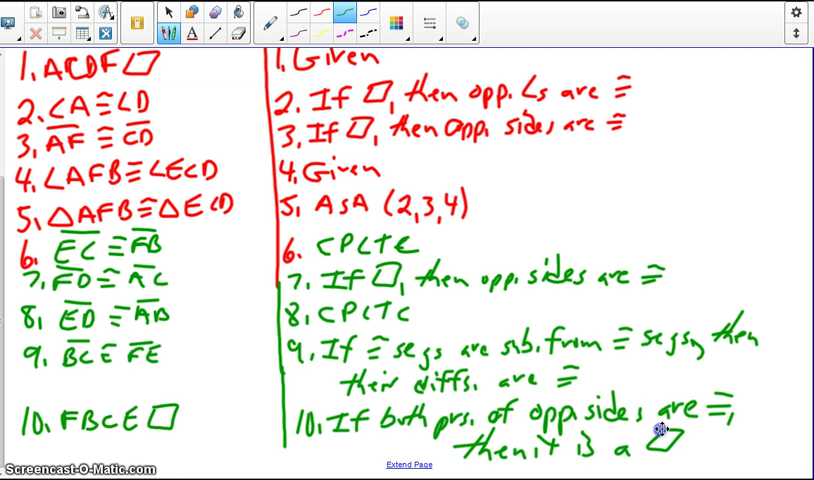 1. ACDF ▱
1. Given
2. ∠A ≅ ∠D
2. If ▱, then opp. ∠s are ≅
3. AF ≅ CD
3. If ▱, then opp. sides are ≅
4. ∠AFB ≅ ∠ECD
4. Given
5. △AFB ≅ △ECD
5. ASA (2,3,4)
6. EC ≅ FB
6. CPCTC
7. FD ≅ AC
7. If ▱, then opp. sides are ≅
8. ED ≅ AB
8. CPCTC
9. BC ≅ FE
9. If ≅ segs are sub. from ≅ segs, then
their diffs. are ≅
10. FBCE ▱
10. If both prs. of opp. sides are ≅,
then it is a ▱
Extend Page
Screencast-O-Matic.com